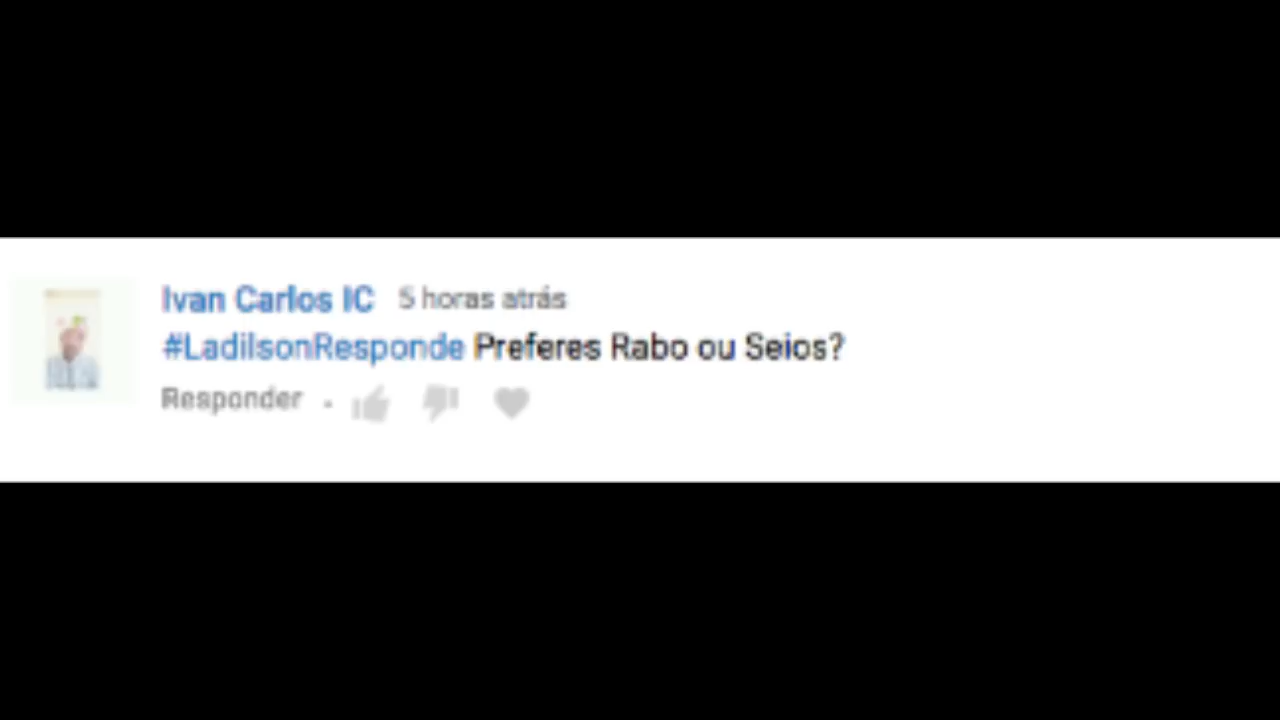 Ivan Carlos IC 5 horas atrás
#LadilsonResponde Preferes Rabo ou Seios?
Responder .